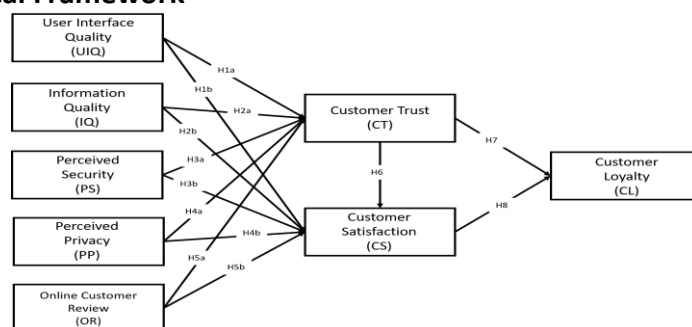 User Interface
Quality
(UIQ)
Information
Quality
(IQ)
Perceived
Security
(PS)
Perceived
Privacy
(PP)
Online Customer
Review
(OR)
H1a
H1b
H2a
H2b
H3a
H3b
H4a
H4b
H5a
H5b
Customer Trust
(CT)
H6
Customer
Satisfaction
(CS)
H7
H8
Customer
Loyalty
(CL)